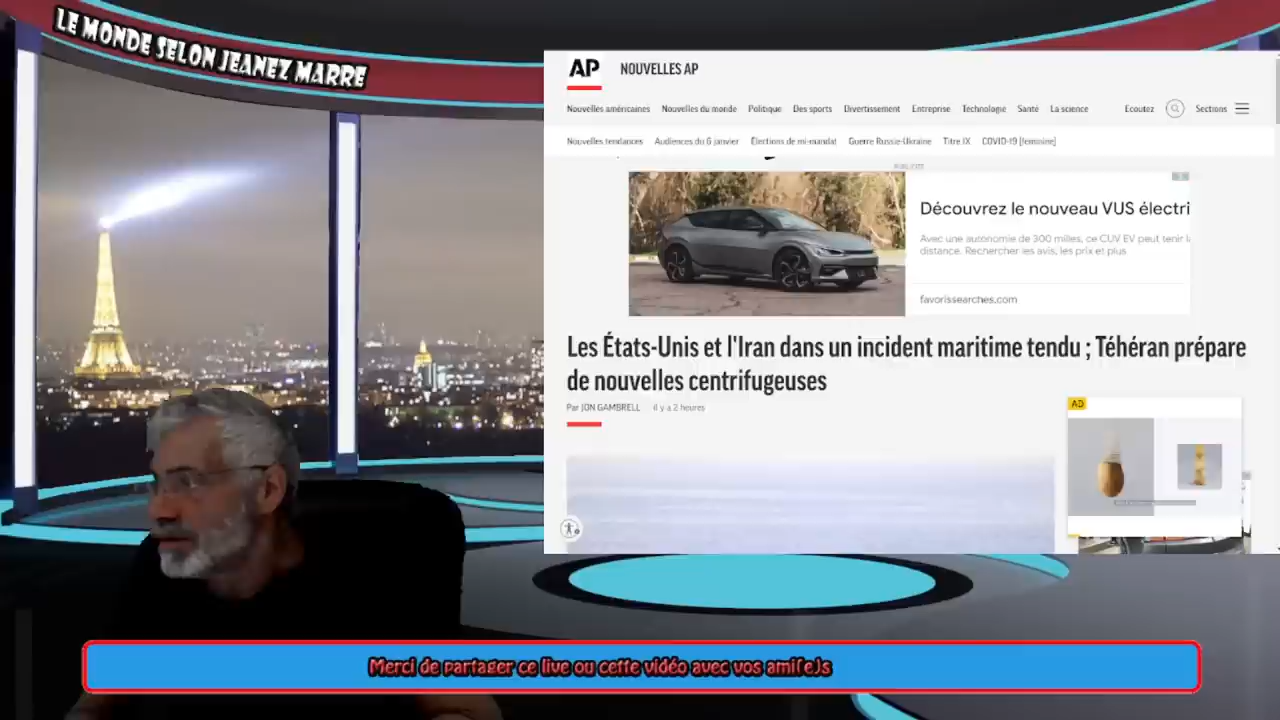 LE MONDE SELON JEANEZ MARRE
AP NOUVELLES AP
Nouvelles américaines Nouvelles du monde Politique Des sports Divertissement Entreprise Technologie Santé La science Ecoutez Sections
Nouvelles tendances Audiences du 6 janvier Élections de mi-mandat Guerre Russie-Ukraine Titre IX COVID-19 [feminine]
PUBLICITÉ
Découvrez le nouveau VUS électri
Avec une autonomie de 300 milles, ce CUV EV peut tenir la
distance. Rechercher les avis, les prix et plus
favorissearches.com
Les États-Unis et l'Iran dans un incident maritime tendu ; Téhéran prépare
de nouvelles centrifugeuses
Par JON GAMBRELL il y a 2 heures
AD
Merci de partager ce live ou cette vidéo avec vos ami(e)s